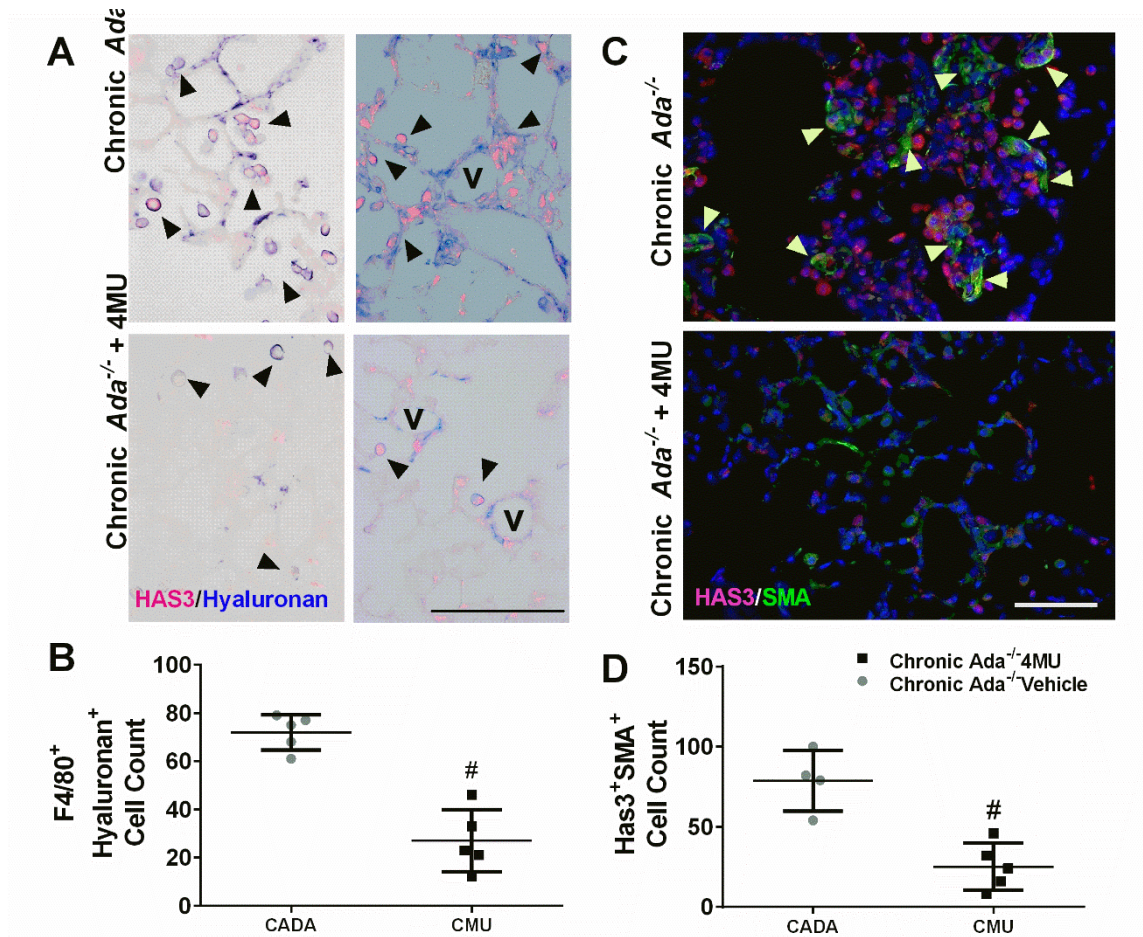 A
Chronic Ada
V
Chronic Ada-/- + 4MU
V
V
HAS3/Hyaluronan
C
Chronic Ada-/-
Chronic Ada-/- + 4MU
HAS3/SMA
B
F4/80+
Hyaluronan+
Cell Count
100
80
60
40
20
0
#
CADA
CMU
D
Has3+SMA+
Cell Count
150
100
50
0
Chronic Ada-/-4MU
Chronic Ada-/-Vehicle
#
CADA
CMU